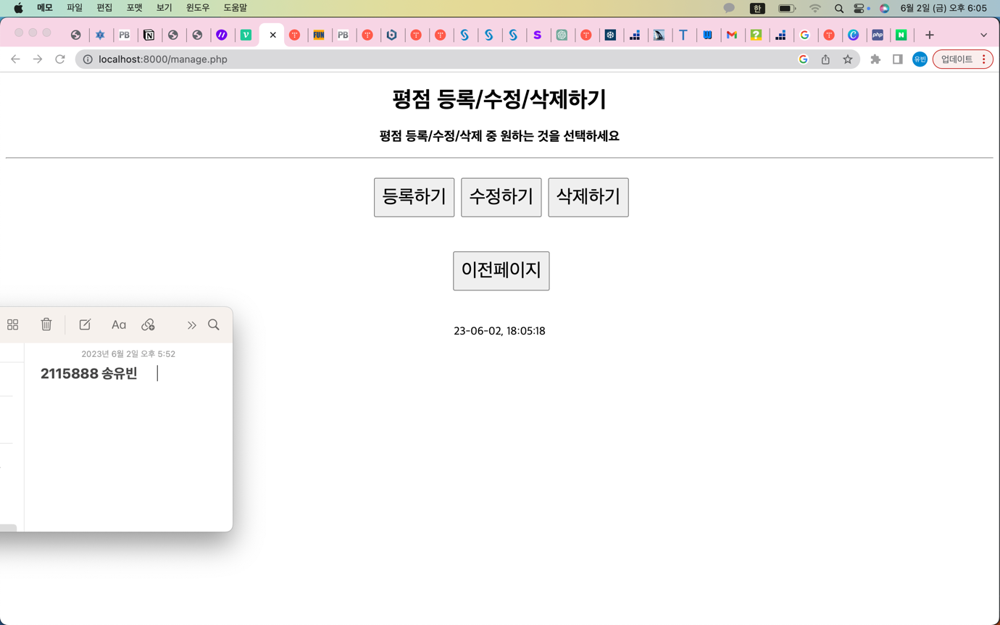 메모 파일 편집 포맷 보기 윈도우 도움말 한 6월 2일 (금) 오후 6:05
PB FUN PB php N
localhost:8000/manage.php 유빈 업데이트
평점 등록/수정/삭제하기
평점 등록/수정/삭제 중 원하는 것을 선택하세요
등록하기 수정하기 삭제하기
이전페이지
23-06-02, 18:05:18
Aa
2023년 6월 2일 오후 5:52
2115888 송유빈